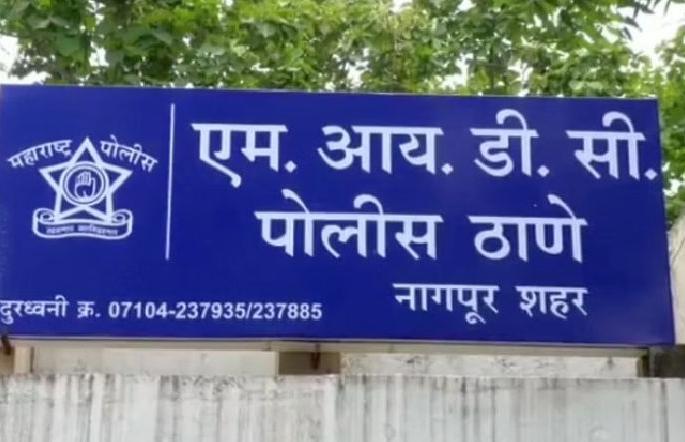 महाराष्ट्र पोलीस
एम. आय. डी. सी.
पोलीस ठाणे
नागपूर शहर
दुरध्वनी क्र. 07104-237935/237885